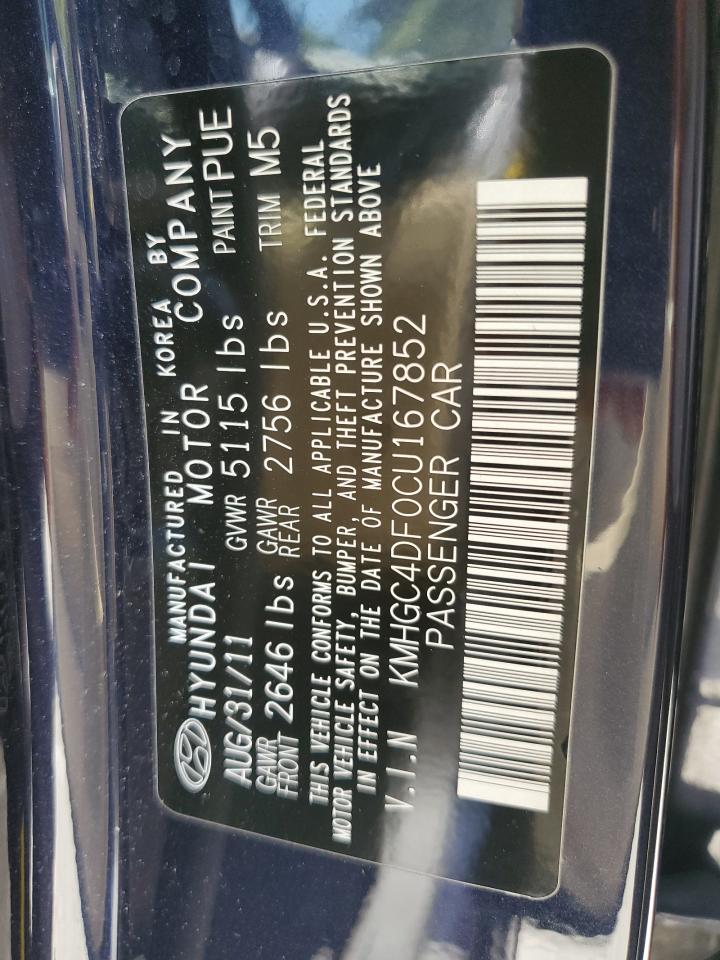 MANUFACTURED IN KOREA BY
HYUNDAI MOTOR COMPANY
AUG/31/11 GVWR 5115 lbs PAINT PUE
GAWR FRONT 2646 lbs GAWR REAR 2756 lbs TRIM M5
THIS VEHICLE CONFORMS TO ALL APPLICABLE U.S.A. FEDERAL
MOTOR VEHICLE SAFETY, BUMPER, AND THEFT PREVENTION STANDARDS
IN EFFECT ON THE DATE OF MANUFACTURE SHOWN ABOVE
V.I.N KMHGC4DF0CU167852
PASSENGER CAR